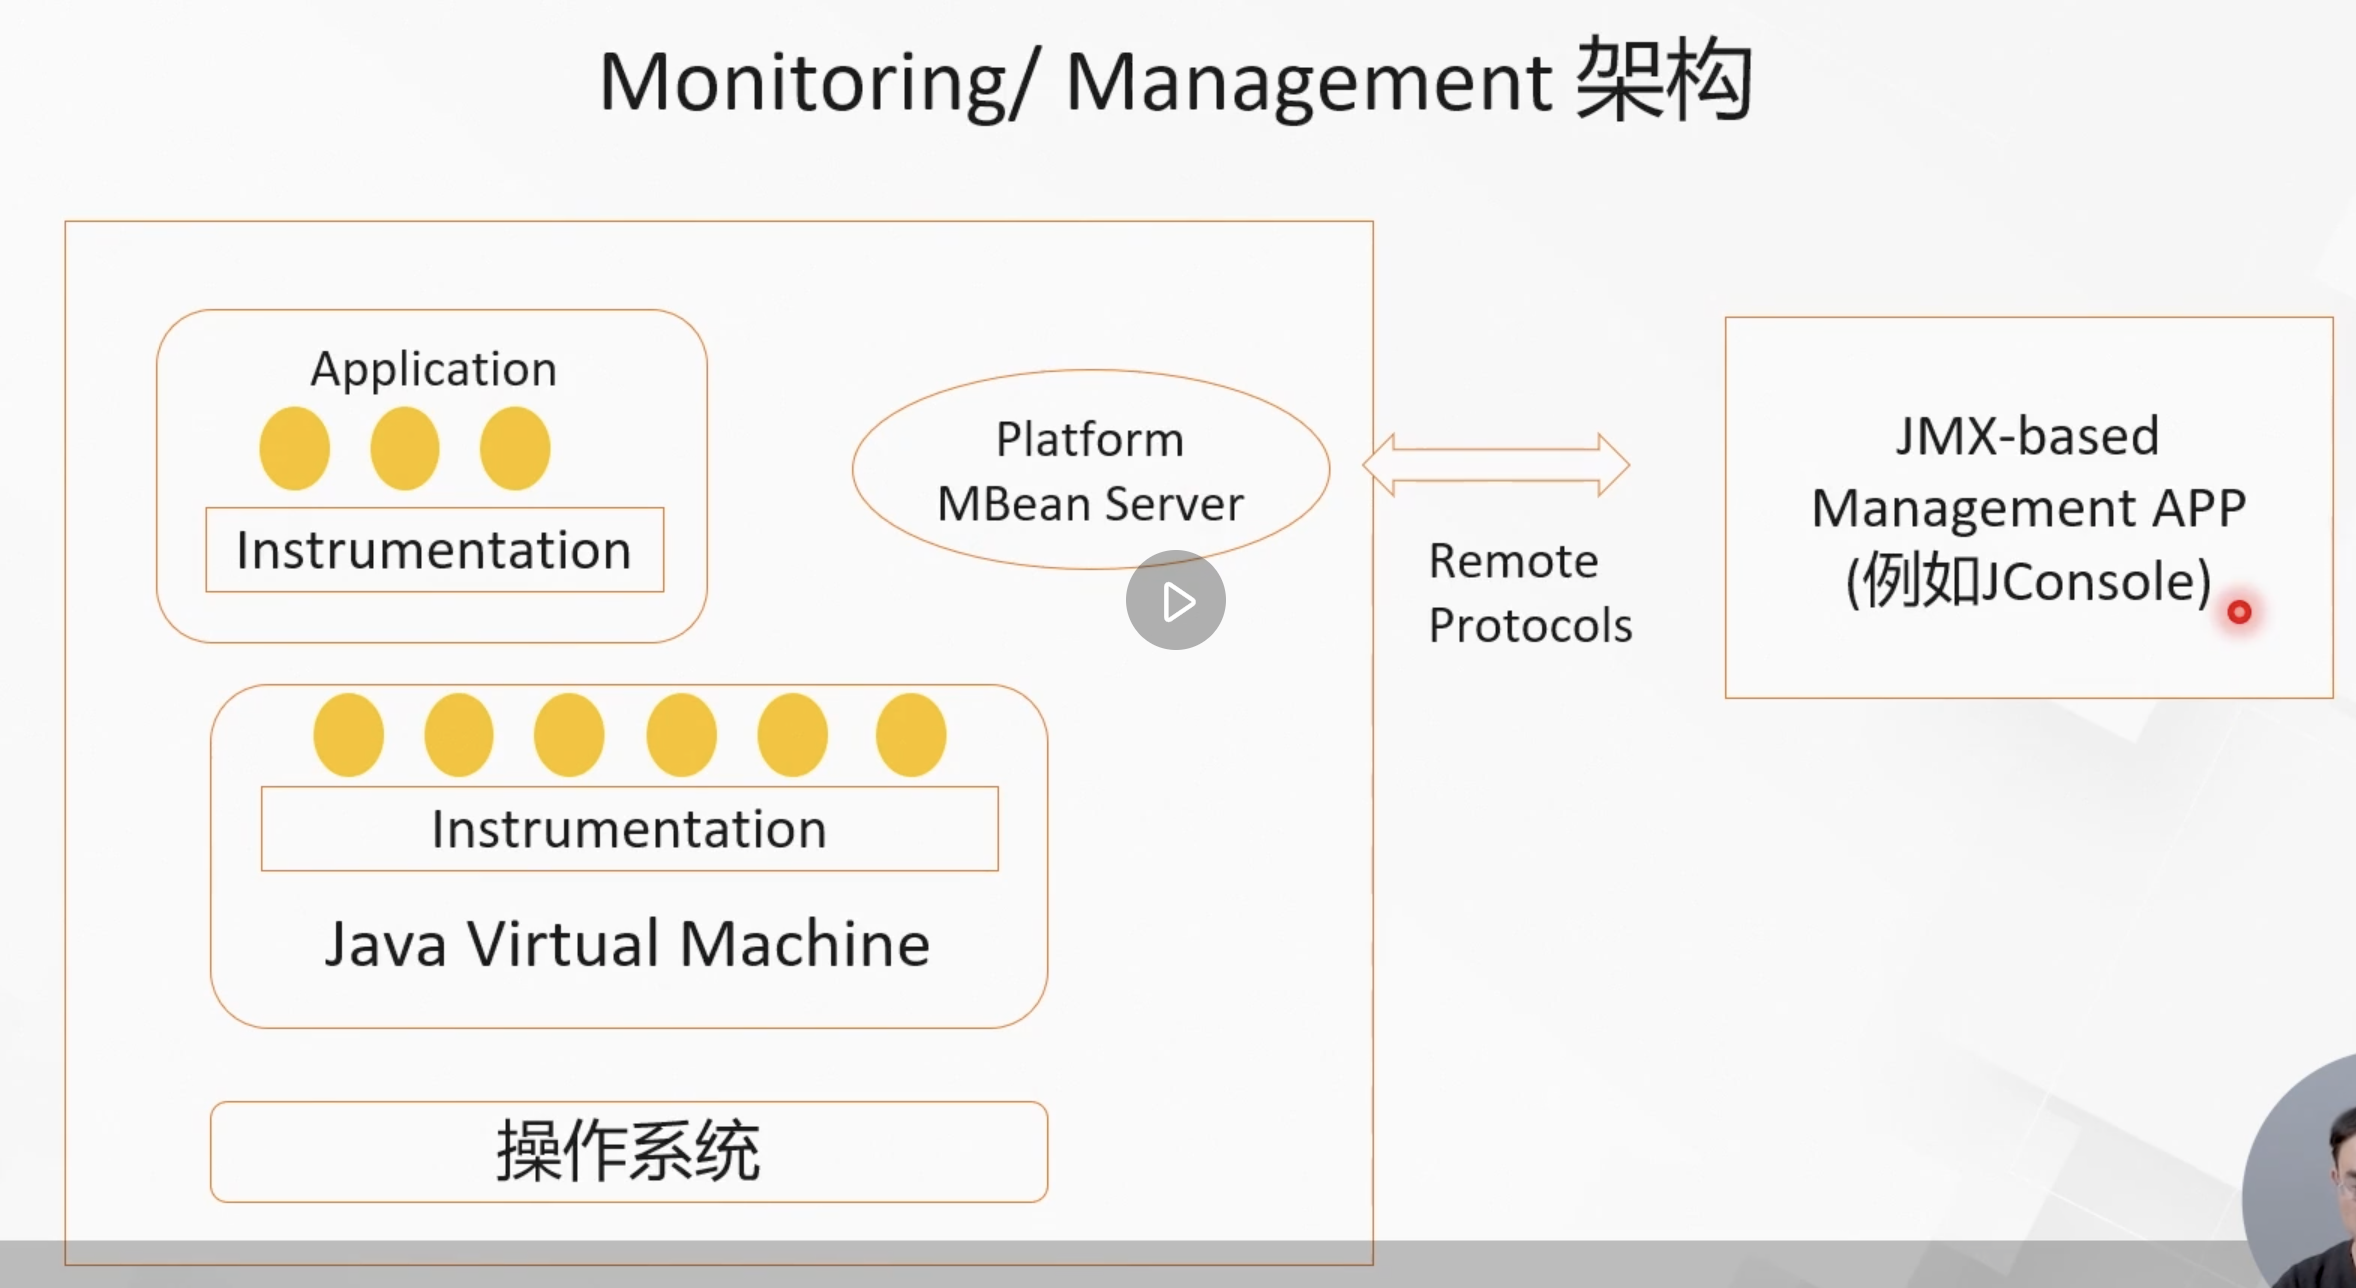 Monitoring/ Management 架构
Application
Instrumentation
Platform
MBean Server
Remote
Protocols
JMX-based
Management APP
(例如JConsole)
Instrumentation
Java Virtual Machine
操作系统